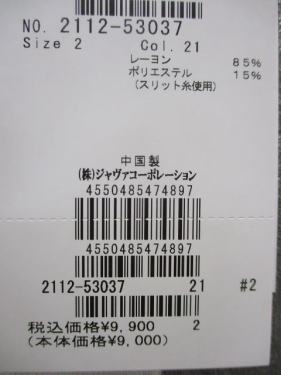 NO. 2112-53037
Size 2 Col. 21
レーヨン 85%
ポリエステル 15%
(スリット糸使用)
中国製
(株)ジャヴァコーポレーション
4550485474897
4550485474897
2112-53037 21 #2
税込価格¥9,900 2
(本体価格¥9,000)